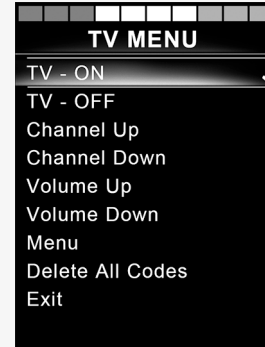 TV MENU
TV - ON
TV - OFF
Channel Up
Channel Down
Volume Up
Volume Down
Menu
Delete All Codes
Exit